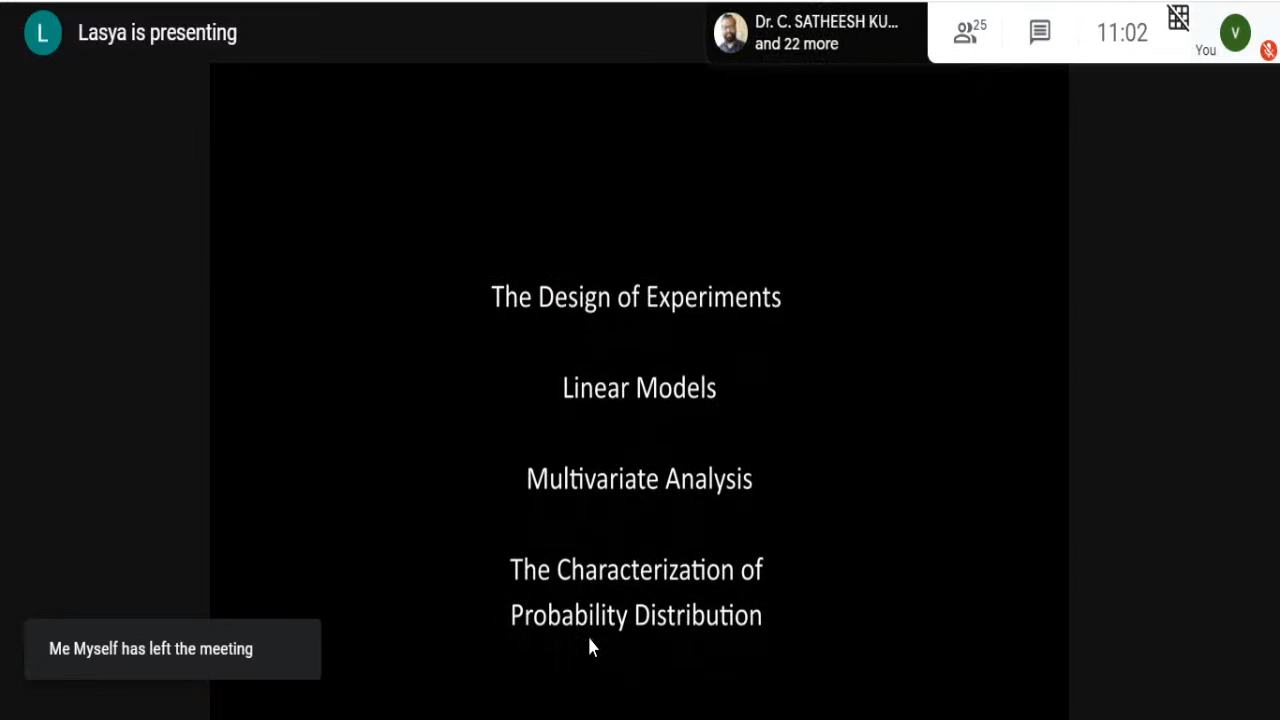 L
Lasya is presenting
Dr. C. SATHEESH KU...
and 22 more
25
11:02
You
V
The Design of Experiments
Linear Models
Multivariate Analysis
The Characterization of
Probability Distribution
Me Myself has left the meeting